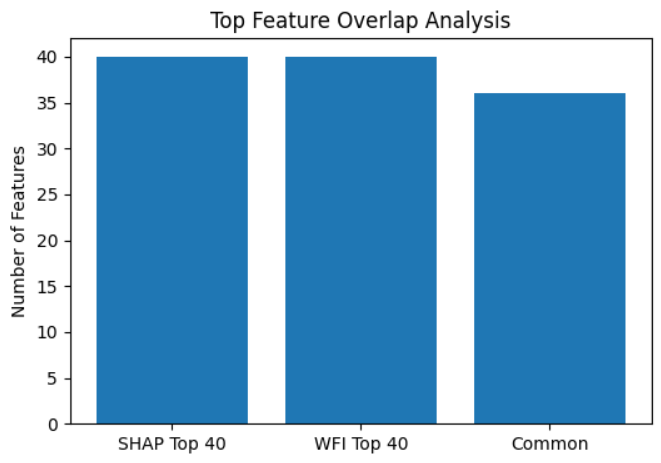 Top Feature Overlap Analysis
Number of Features
40
35
30
25
20
15
10
5
0
SHAP Top 40
WFI Top 40
Common